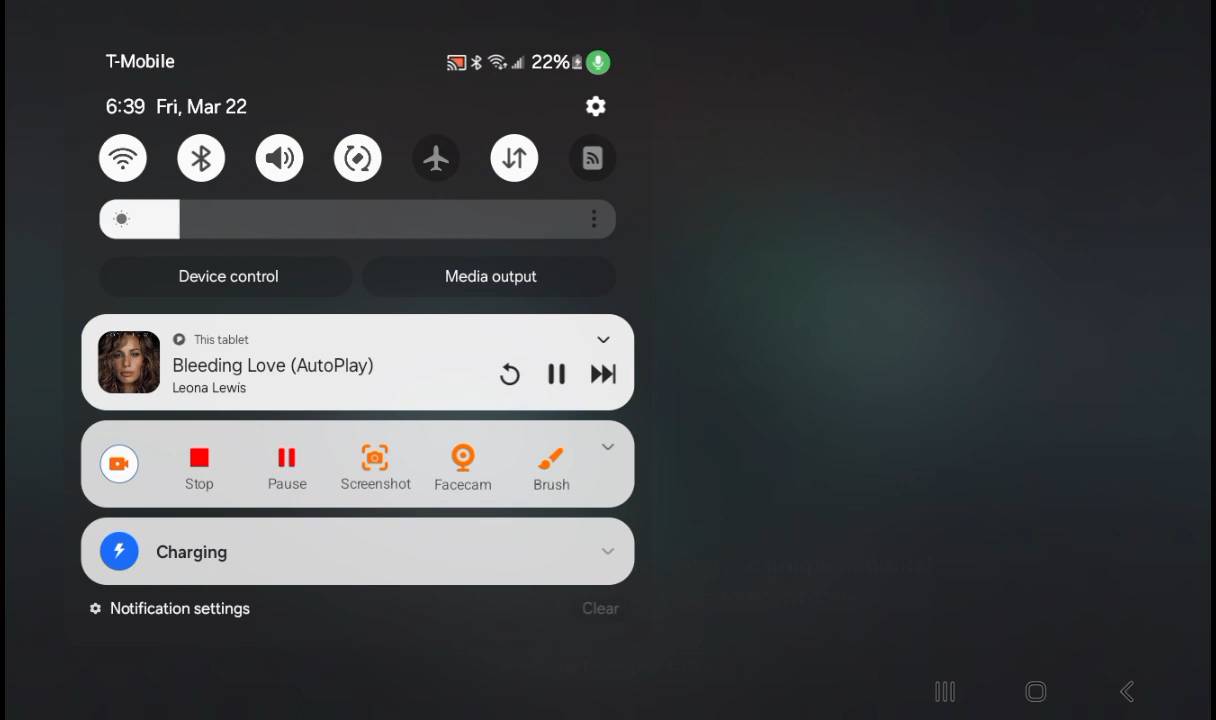 T-Mobile
22%
6:39 Fri, Mar 22
Device control
Media output
This tablet
Bleeding Love (AutoPlay)
Leona Lewis
Stop
Pause
Screenshot
Facecam
Brush
Charging
Notification settings
Clear